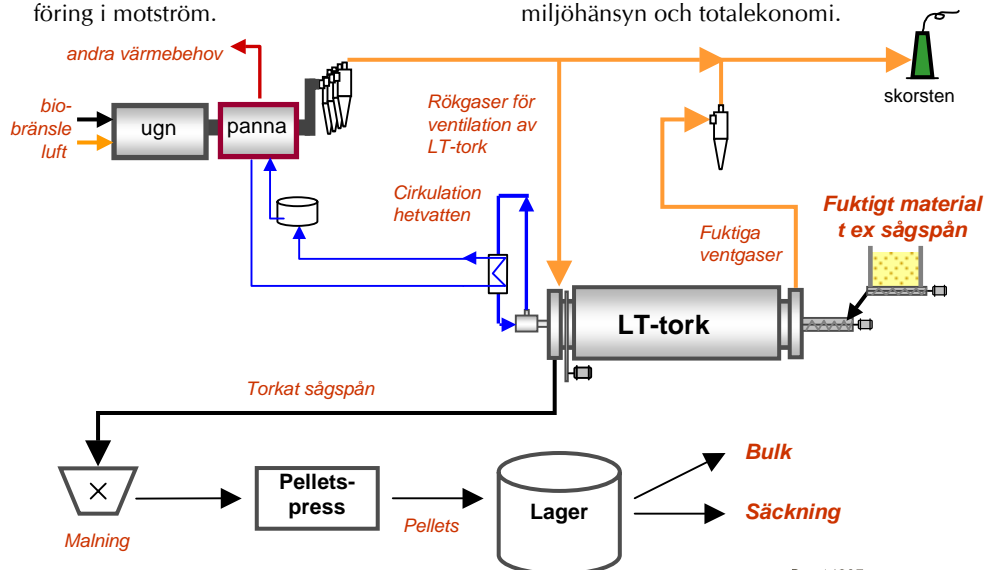 föring i motström.
miljöhänsyn och totalekonomi.
andra värmebehov
skorsten
bio-
bränsle
luft
ugn
panna
Rökgaser för
ventilation av
LT-tork
Cirkulation
hetvatten
Fuktiga
ventgaser
Fuktigt material
t ex sågspån
LT-tork
Torkat sågspån
Malning
Pellets-
press
Pellets
Lager
Bulk
Säckning